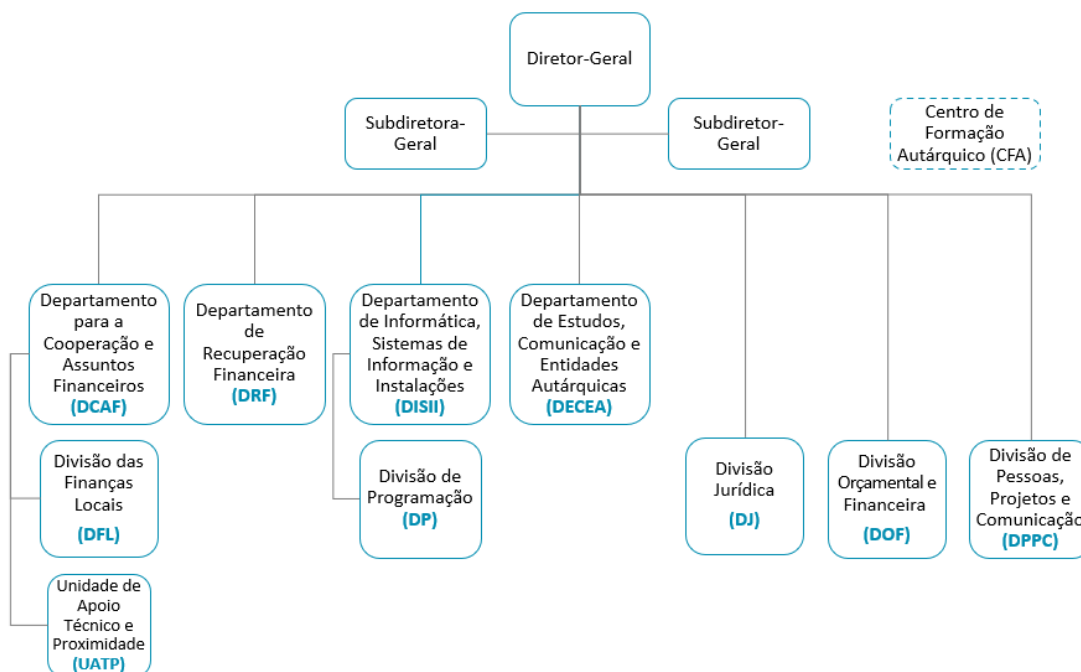 Diretor-Geral
Subdiretora-
Geral
Subdiretor-
Geral
Centro de
Formação
Autárquico (CFA)
Departamento
para a
Cooperação e
Assuntos
Financeiros
(DCAF)
Departamento
de
Recuperação
Financeira
(DRF)
Departamento
de Informática,
Sistemas de
Informação e
Instalações
(DISII)
Departamento
de Estudos,
Comunicação e
Entidades
Autárquicas
(DECEA)
Divisão das
Finanças
Locais
(DFL)
Divisão de
Programação
(DP)
Divisão
Jurídica
(DJ)
Divisão
Orçamental e
Financeira
(DOF)
Divisão de
Pessoas,
Projetos e
Comunicação
(DPPC)
Unidade de
Apoio
Técnico e
Proximidade
(UATP)